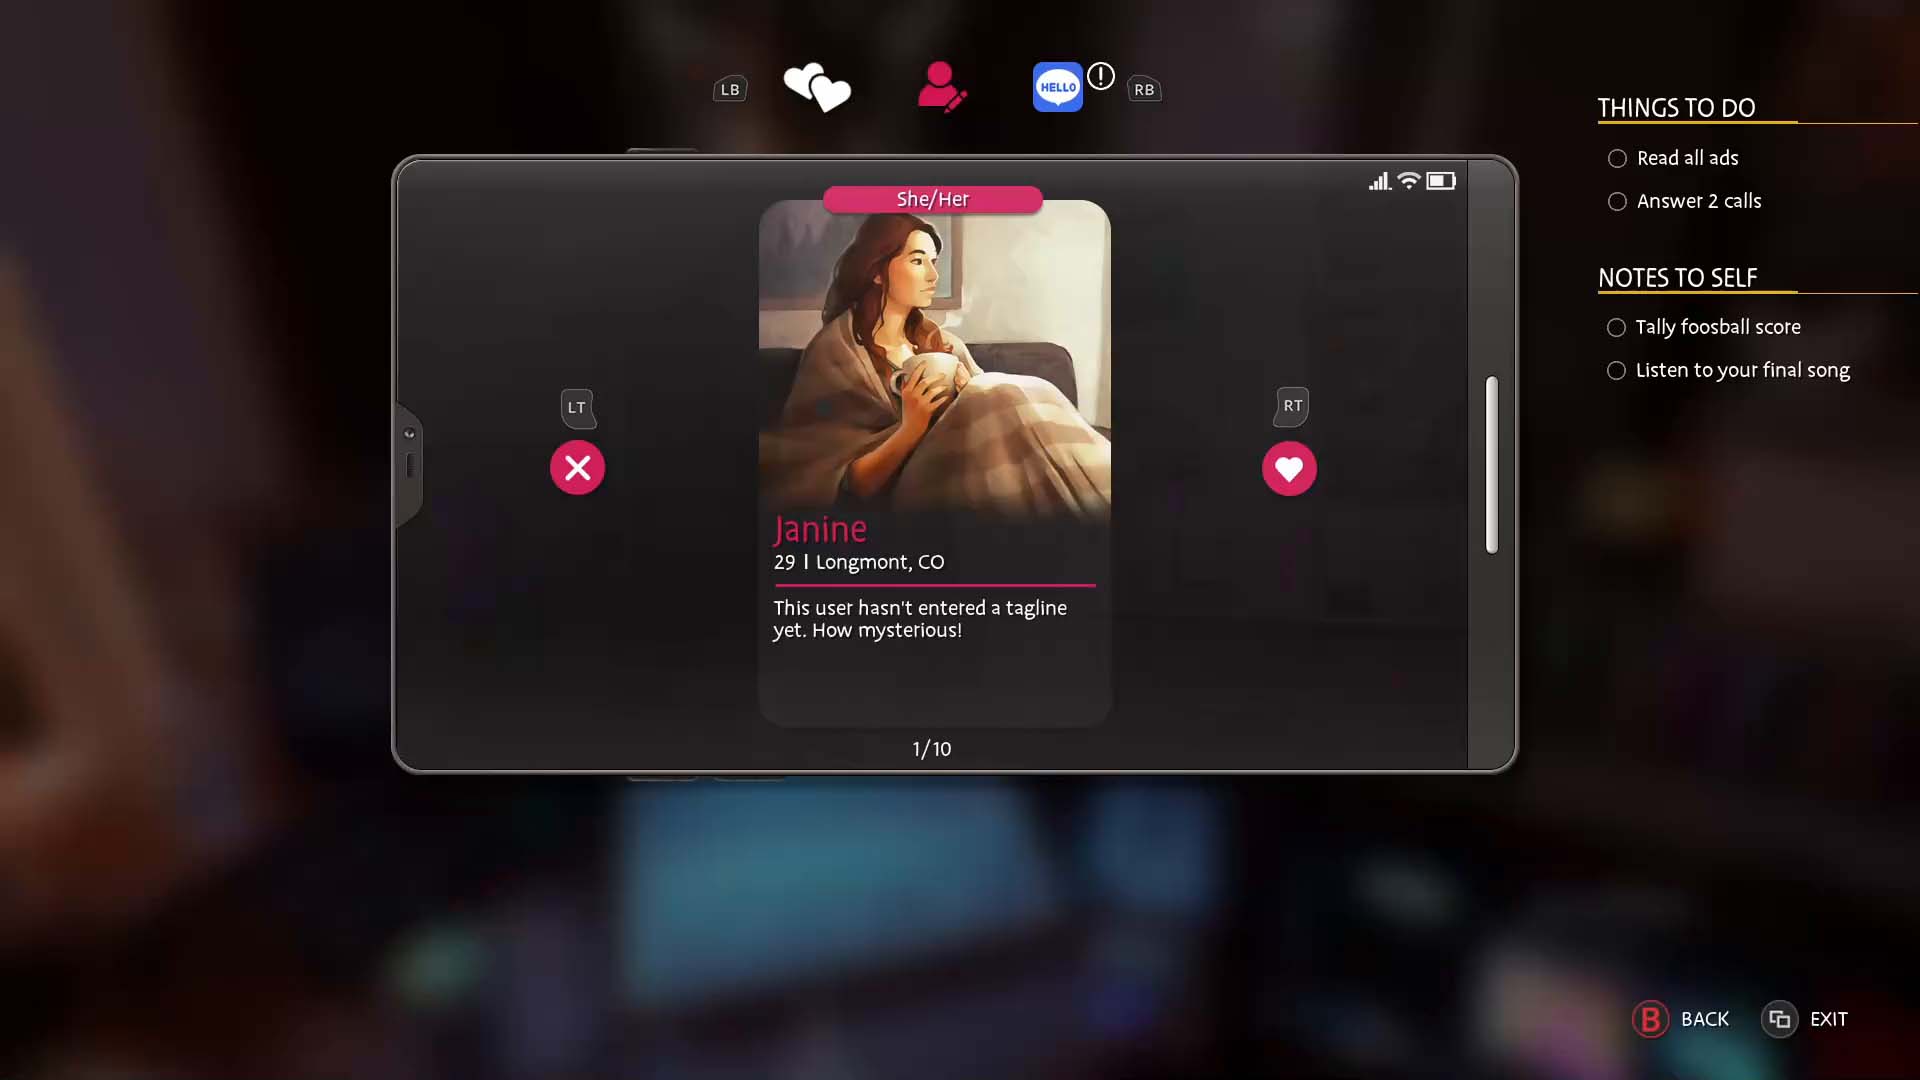 LB
HELLO
!
RB
THINGS TO DO
Read all ads
Answer 2 calls
NOTES TO SELF
Tally foosball score
Listen to your final song
She/Her
LT
RT
Janine
29 | Longmont, CO
This user hasn't entered a tagline
yet. How mysterious!
1/10
B BACK
EXIT